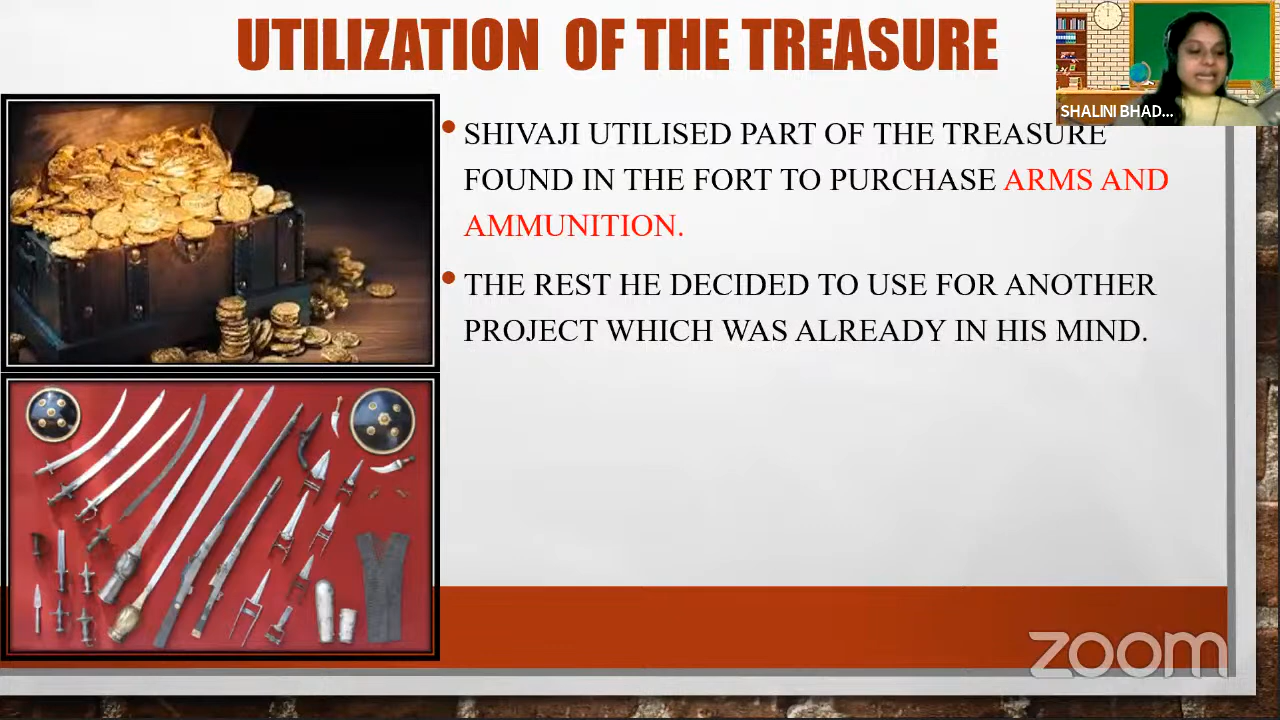 UTILIZATION OF THE TREASURE
SHALINI BHAD...
• SHIVAJI UTILISED PART OF THE TREASURE
FOUND IN THE FORT TO PURCHASE ARMS AND
AMMUNITION.
• THE REST HE DECIDED TO USE FOR ANOTHER
PROJECT WHICH WAS ALREADY IN HIS MIND.
zoom